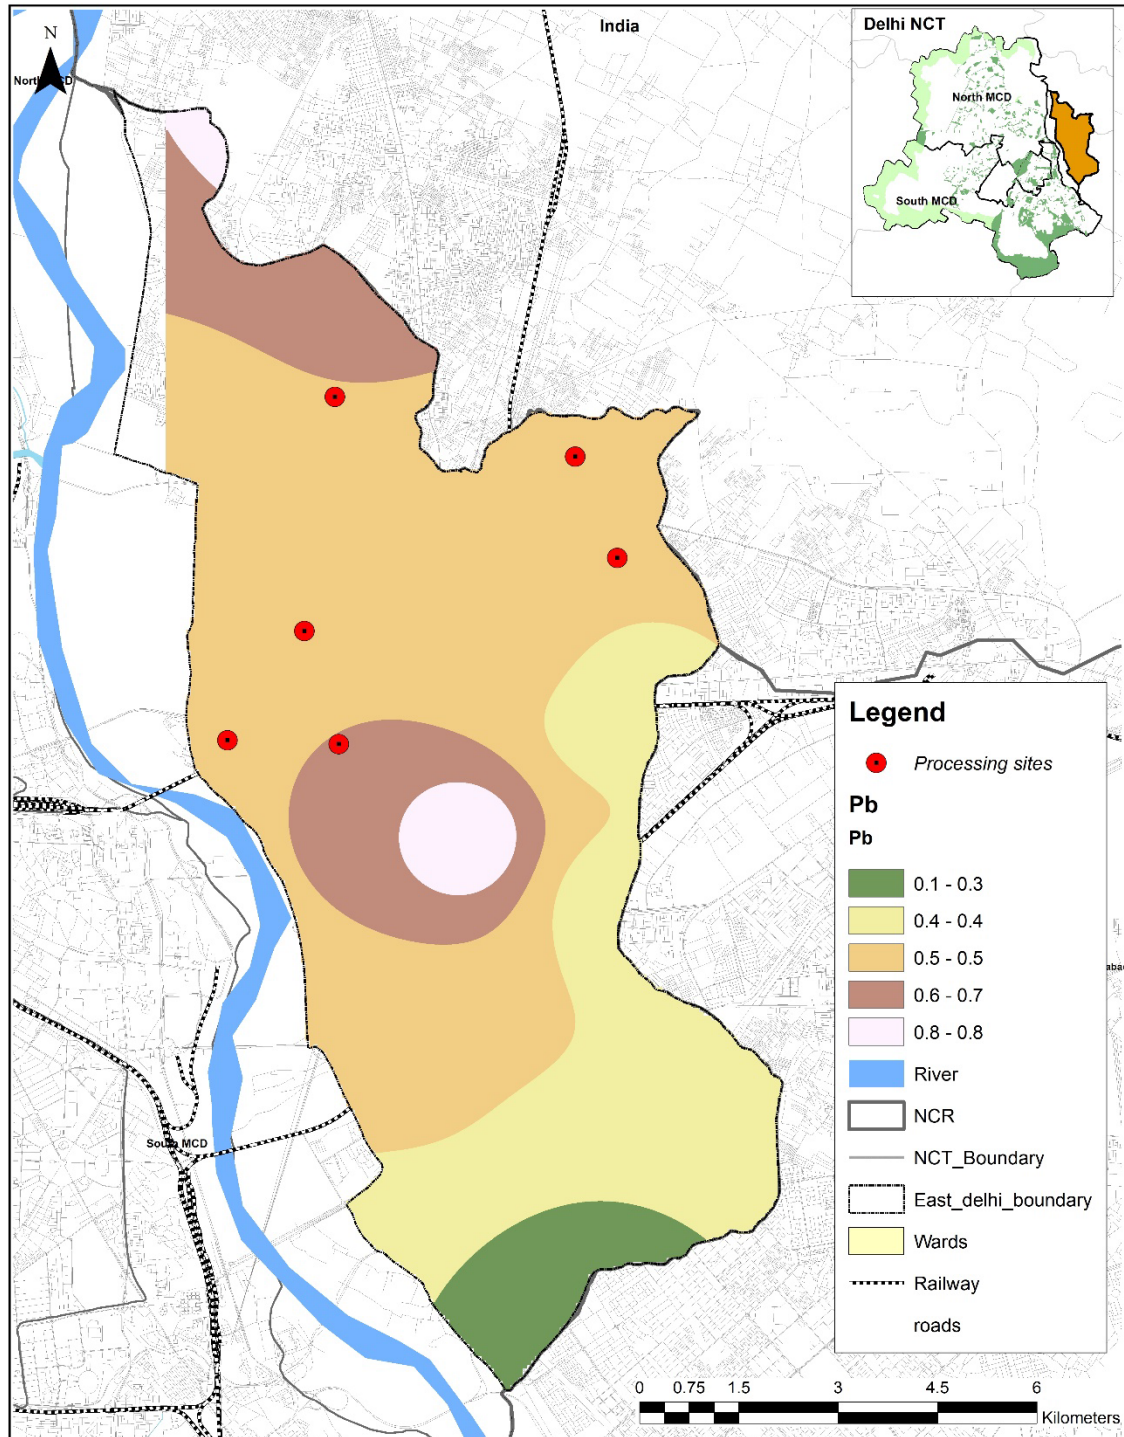 India
Delhi NCT
North MCD
South MCD
N
South MCD
Legend
Processing sites
Pb
Pb
0.1 - 0.3
0.4 - 0.4
0.5 - 0.5
0.6 - 0.7
0.8 - 0.8
River
NCR
NCT_Boundary
East_delhi_boundary
Wards
Railway
roads
0 0.75 1.5 3 4.5 6
Kilometers